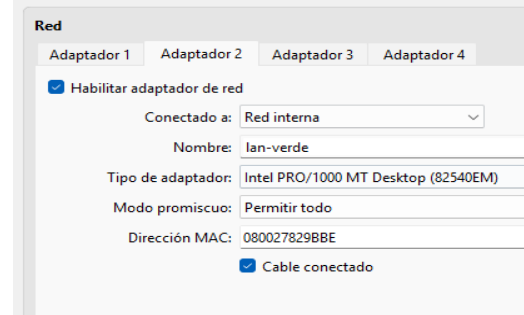 Red
Adaptador 1 Adaptador 2 Adaptador 3 Adaptador 4
Habilitar adaptador de red
Conectado a: Red interna
Nombre: lan-verde
Tipo de adaptador: Intel PRO/1000 MT Desktop (82540EM)
Modo promiscuo: Permitir todo
Dirección MAC: 080027829BBE
Cable conectado